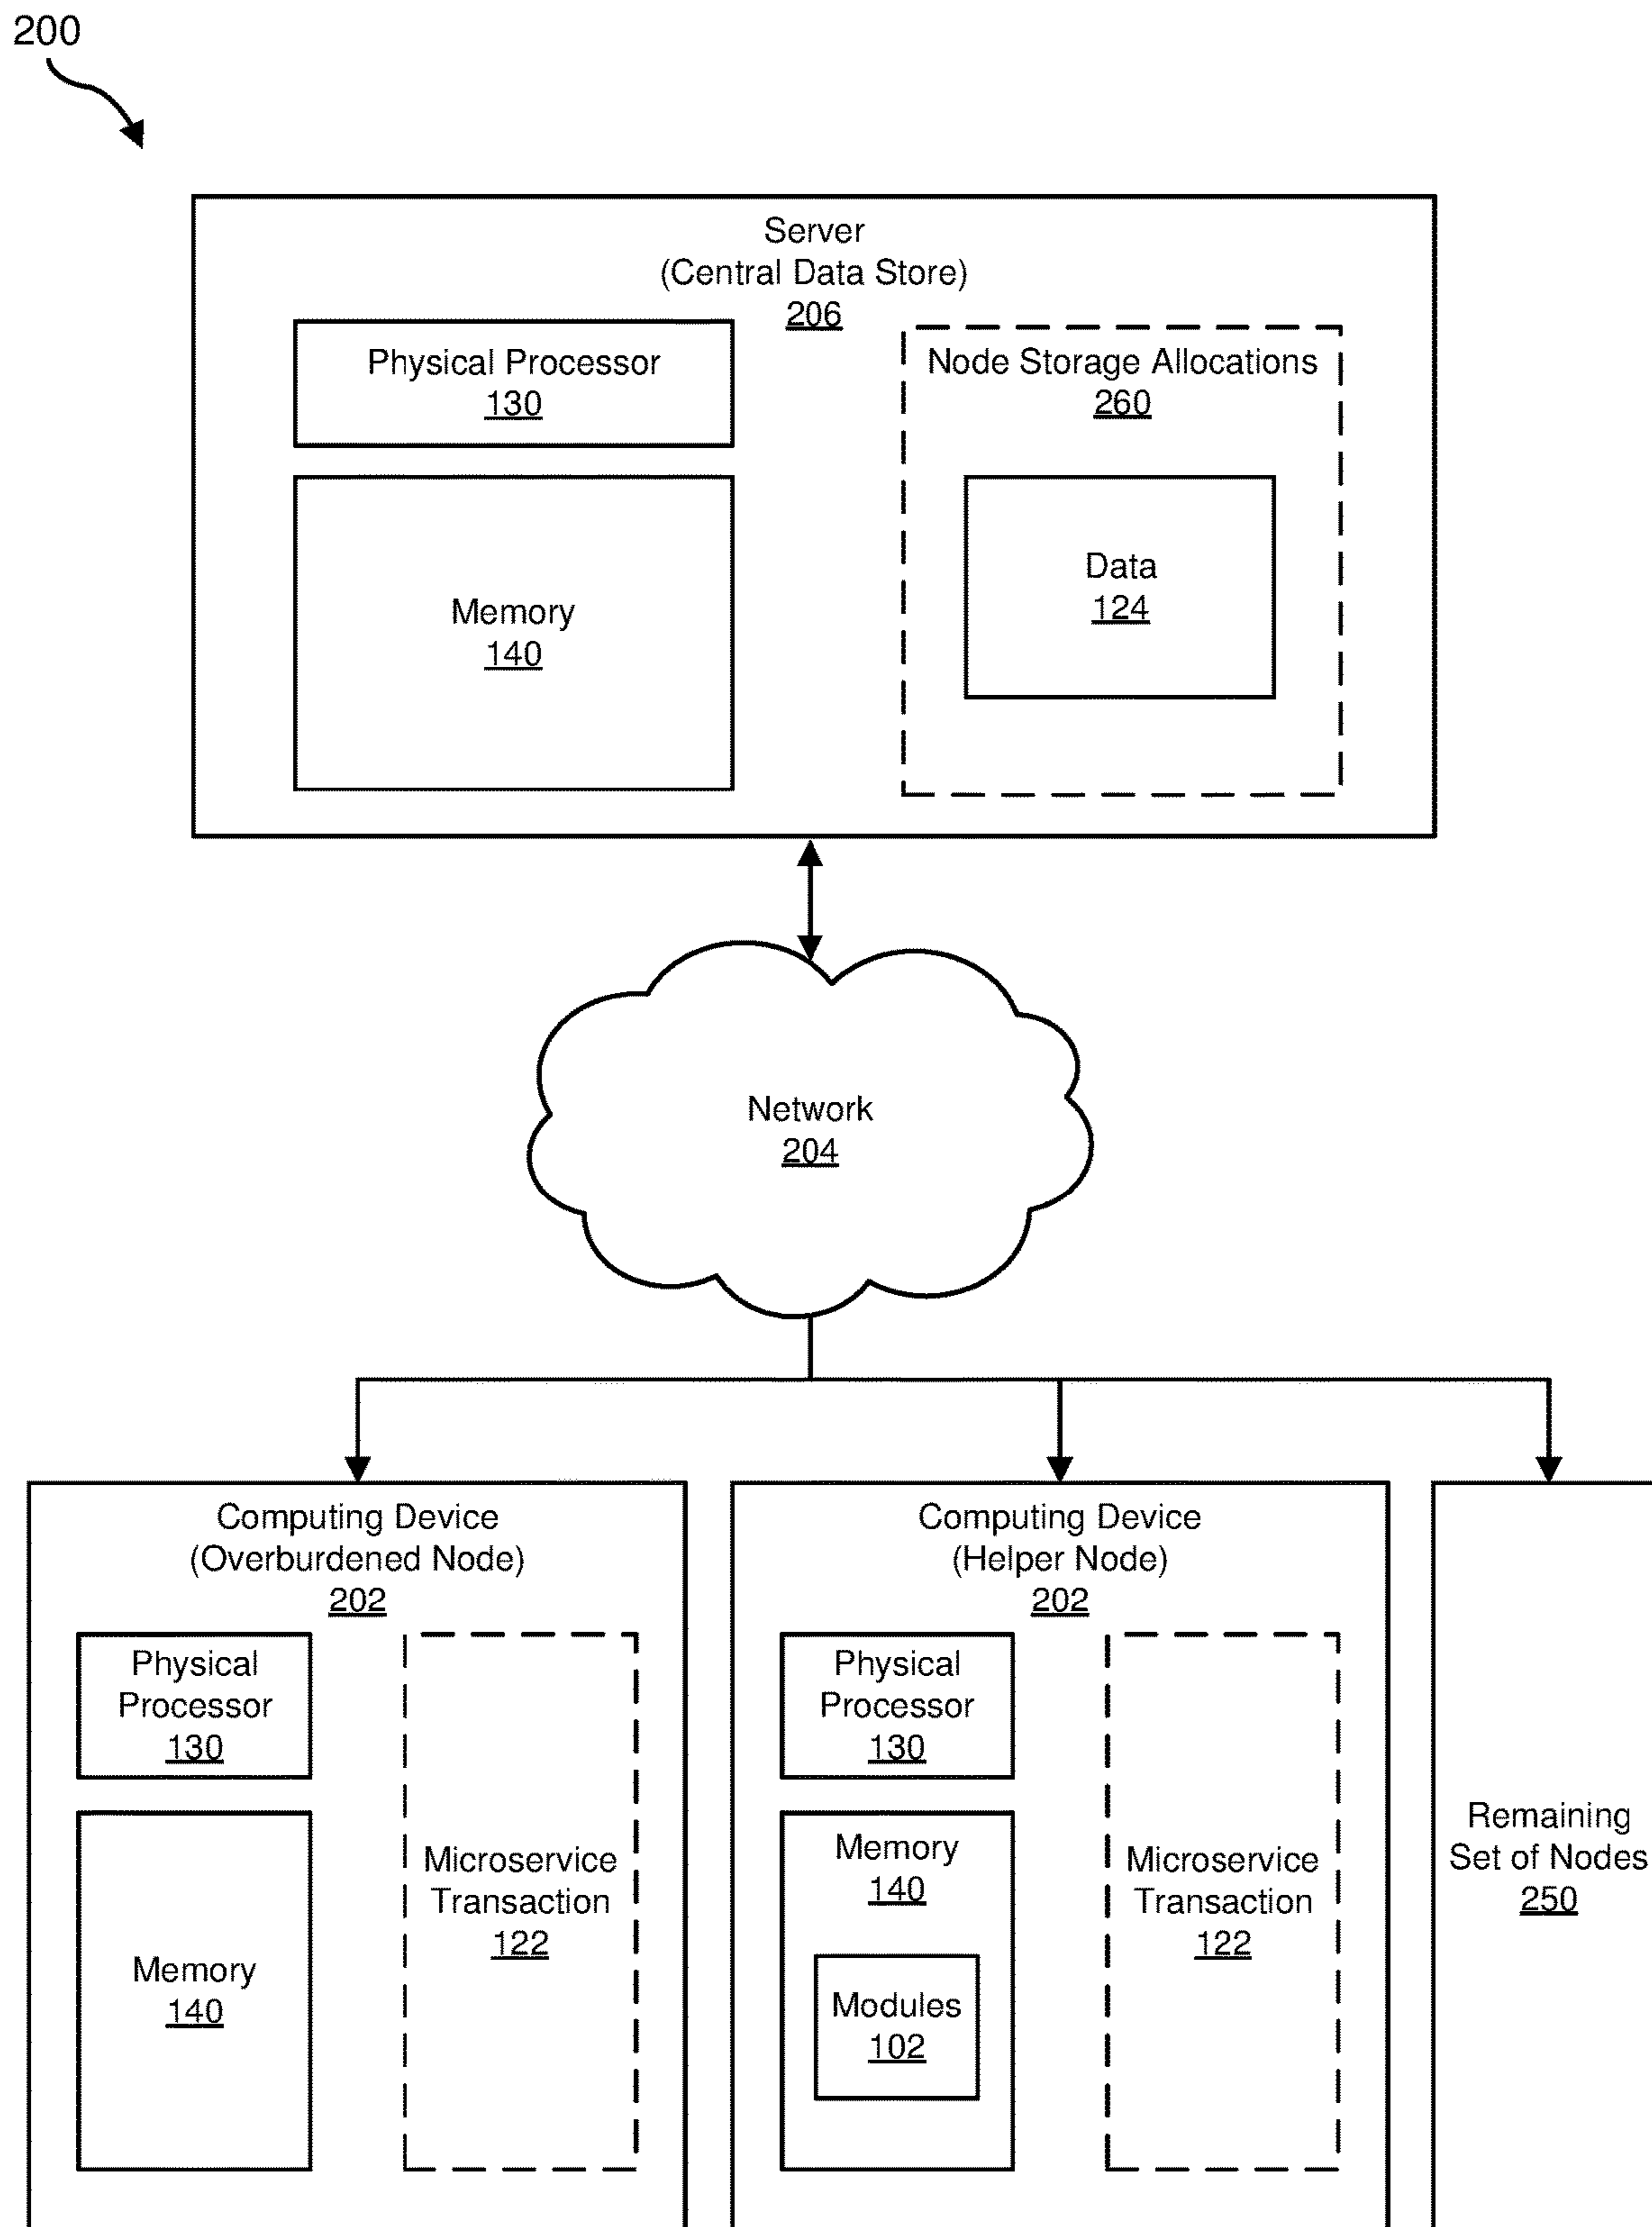 200
Server
(Central Data Store)
206
Physical Processor
130
Memory
140
Node Storage Allocations
260
Data
124
Network
204
Computing Device
(Overburdened Node)
202
Physical
Processor
130
Memory
140
Microservice
Transaction
122
Computing Device
(Helper Node)
202
Physical
Processor
130
Memory
140
Modules
102
Microservice
Transaction
122
Remaining
Set of Nodes
250